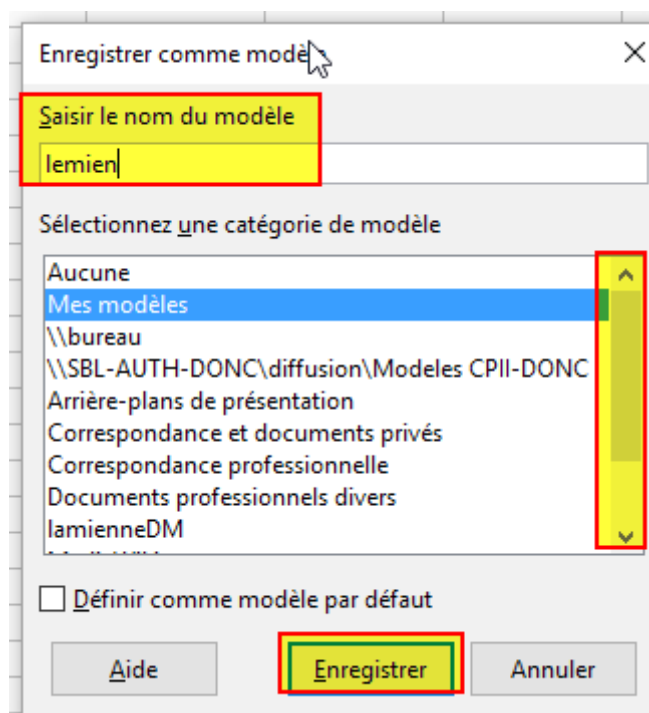 Enregistrer comme modèle
Saisir le nom du modèle
lemien
Sélectionnez une catégorie de modèle
Aucune
Mes modèles
\\bureau
\\SBL-AUTH-DONC\diffusion\Modeles CPII-DONC
Arrière-plans de présentation
Correspondance et documents privés
Correspondance professionnelle
Documents professionnels divers
lamienneDM
Définir comme modèle par défaut
Aide Enregistrer Annuler